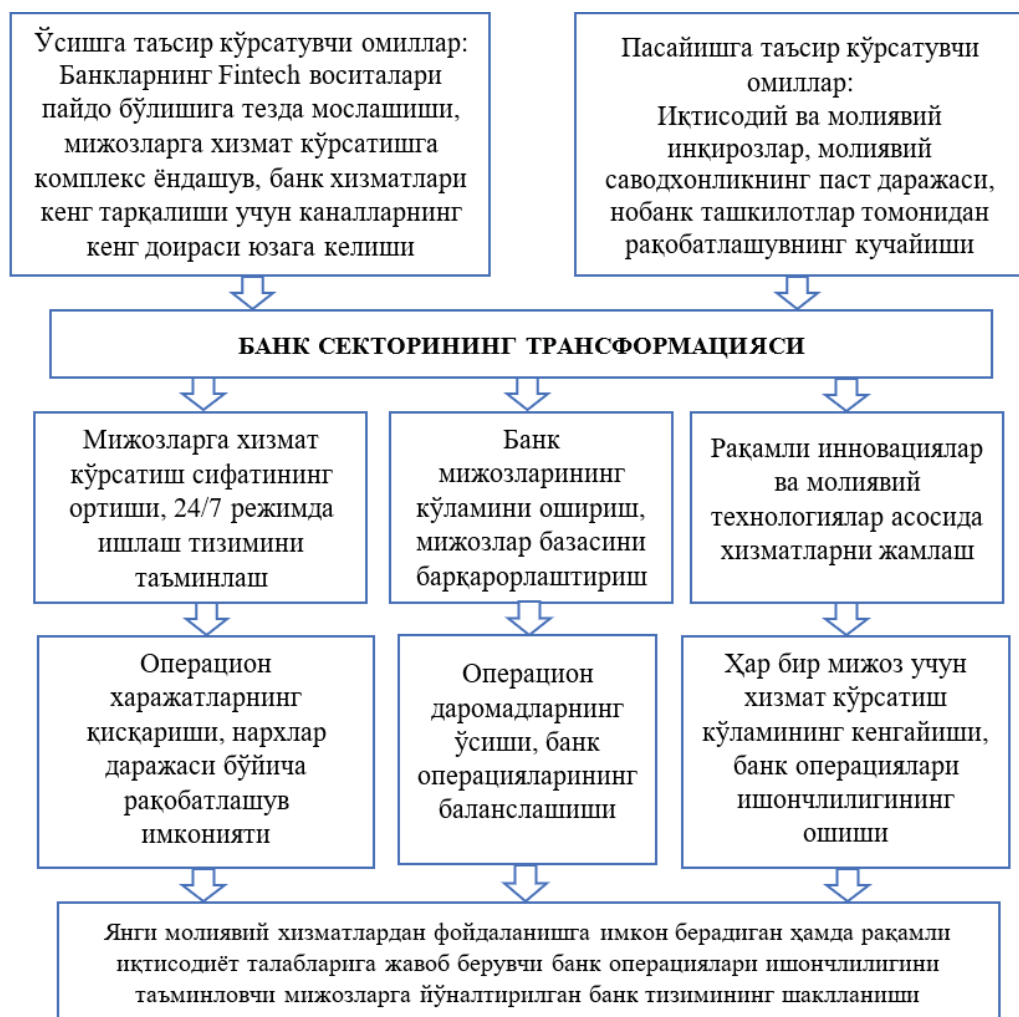 Ўсишга таъсир кўрсатувчи омиллар:
Банкларнинг Fintech воситалари
пайдо бўлишига тезда мослашиши,
мижозларга хизмат кўрсатишга
комплекс ёндашув, банк хизматлари
кенг тарқалиши учун каналларнинг
кенг доираси юзага келиши
Пасайишга таъсир кўрсатувчи
омиллар:
Иқтисодий ва молиявий
инқирозлар, молиявий
саводхонликнинг паст даражаси,
нобанк ташкилотлар томонидан
рақобатлашувнинг кучайиши
БАНК СЕКТОРИНИНГ ТРАНСФОРМАЦИЯСИ
Мижозларга хизмат
кўрсатиш сифатининг
ортиши, 24/7 режимда
ишлаш тизимини
таъминлаш
Банк
мижозларининг
кўламини ошириш,
мижозлар базасини
барқарорлаштириш
Рақамли инновациялар
ва молиявий
технологиялар асосида
хизматларни жамлаш
Операцион
харажатларнинг
қисқариши, нархлар
даражаси бўйича
рақобатлашув
имконияти
Операцион
даромадларнинг
ўсиши, банк
операцияларининг
баланслашиши
Ҳар бир мижоз учун
хизмат кўрсатиш
кўламининг кенгайиши,
банк операциялари
ишончлилигининг
ошиши
Янги молиявий хизматлардан фойдаланишга имкон берадиган ҳамда рақамли
иқтисодиёт талабларига жавоб берувчи банк операциялари ишончлилигини
таъминловчи мижозларга йўналтирилган банк тизимининг шаклланиши